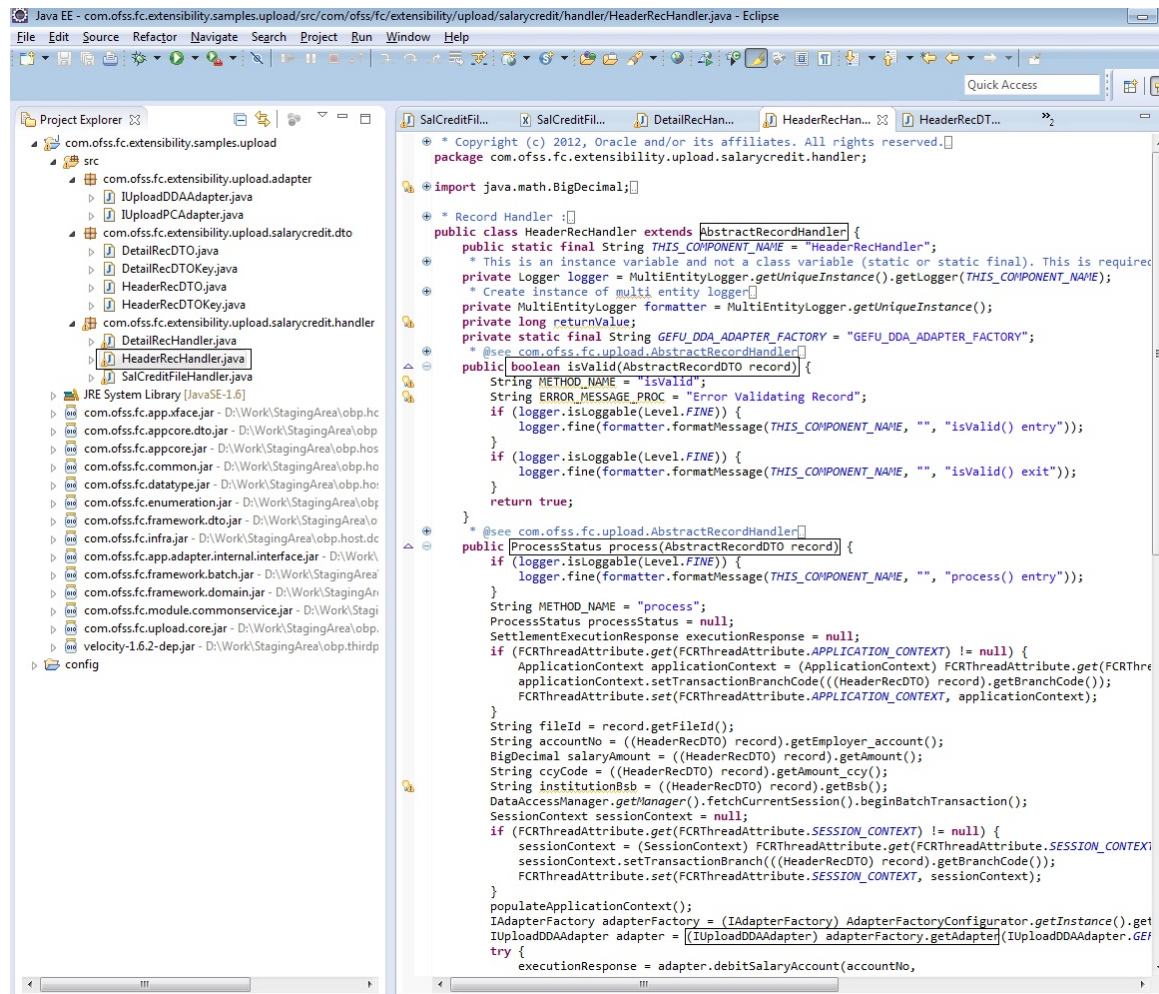 Java EE - com.ofss.fc.extensibility.samples.upload/src/com/ofss/fc/extensibility/upload/salarycredit/handler/HeaderRecHandler.java - Eclipse
File Edit Source Refactor Navigate Search Project Run Window Help
Quick Access
Project Explorer
com.ofss.fc.extensibility.samples.upload
src
com.ofss.fc.extensibility.upload.adapter
IUploadDDAAdapter.java
IUploadPCAdapter.java
com.ofss.fc.extensibility.upload.salarycredit.dto
DetailRecDTO.java
DetailRecDTOKey.java
HeaderRecDTO.java
HeaderRecDTOKey.java
com.ofss.fc.extensibility.upload.salarycredit.handler
DetailRecHandler.java
HeaderRecHandler.java
SalCreditFileHandler.java
JRE System Library [JavaSE-1.6]
com.ofss.fc.app.xface.jar - D:\Work\StagingArea\obp.hc
com.ofss.fc.appcore.dto.jar - D:\Work\StagingArea\obp
com.ofss.fc.appcore.jar - D:\Work\StagingArea\obp.hos
com.ofss.fc.common.jar - D:\Work\StagingArea\obp.ho
com.ofss.fc.datatype.jar - D:\Work\StagingArea\obp.hos
com.ofss.fc.enumeration.jar - D:\Work\StagingArea\obp
com.ofss.fc.framework.dto.jar - D:\Work\StagingArea\o
com.ofss.fc.infra.jar - D:\Work\StagingArea\obp.host.dc
com.ofss.fc.app.adapter.internal.interface.jar - D:\Work\
com.ofss.fc.framework.batch.jar - D:\Work\StagingArea\
com.ofss.fc.framework.domain.jar - D:\Work\StagingAre
com.ofss.fc.module.commonservice.jar - D:\Work\Stagi
com.ofss.fc.upload.core.jar - D:\Work\StagingArea\obp.
velocity-1.6.2-dep.jar - D:\Work\StagingArea\obp.thirdp
config
SalCreditFil... SalCreditFil... DetailRecHan... HeaderRecHan... HeaderRecDT... »2
* Copyright (c) 2012, Oracle and/or its affiliates. All rights reserved.
package com.ofss.fc.extensibility.upload.salarycredit.handler;
import java.math.BigDecimal;
* Record Handler :
public class HeaderRecHandler extends AbstractRecordHandler {
public static final String THIS_COMPONENT_NAME = "HeaderRecHandler";
* This is an instance variable and not a class variable (static or static final). This is required
private Logger logger = MultiEntityLogger.getUniqueInstance().getLogger(THIS_COMPONENT_NAME);
* Create instance of multi entity logger
private MultiEntityLogger formatter = MultiEntityLogger.getUniqueInstance();
private long returnValue;
private static final String GEFU_DDA_ADAPTER_FACTORY = "GEFU_DDA_ADAPTER_FACTORY";
* @see com.ofss.fc.upload.AbstractRecordHandler
public boolean isValid(AbstractRecordDTO record) {
String METHOD_NAME = "isValid";
String ERROR_MESSAGE_PROC = "Error Validating Record";
if (logger.isLoggable(Level.FINE)) {
logger.fine(formatter.formatMessage(THIS_COMPONENT_NAME, "", "isValid() entry"));
}
if (logger.isLoggable(Level.FINE)) {
logger.fine(formatter.formatMessage(THIS_COMPONENT_NAME, "", "isValid() exit"));
}
return true;
}
* @see com.ofss.fc.upload.AbstractRecordHandler
public ProcessStatus process(AbstractRecordDTO record) {
if (logger.isLoggable(Level.FINE)) {
logger.fine(formatter.formatMessage(THIS_COMPONENT_NAME, "", "process() entry"));
}
String METHOD_NAME = "process";
ProcessStatus processStatus = null;
SettlementExecutionResponse executionResponse = null;
if (FCRThreadAttribute.get(FCRThreadAttribute.APPLICATION_CONTEXT) != null) {
ApplicationContext applicationContext = (ApplicationContext) FCRThreadAttribute.get(FCRThre
applicationContext.setTransactionBranchCode(((HeaderRecDTO) record).getBranchCode());
FCRThreadAttribute.set(FCRThreadAttribute.APPLICATION_CONTEXT, applicationContext);
}
String fileId = record.getFileId();
String accountNo = ((HeaderRecDTO) record).getEmployer_account();
BigDecimal salaryAmount = ((HeaderRecDTO) record).getAmount();
String ccyCode = ((HeaderRecDTO) record).getAmount_ccy();
String institutionBsb = ((HeaderRecDTO) record).getBsb();
DataAccessManager.getManager().fetchCurrentSession().beginBatchTransaction();
SessionContext sessionContext = null;
if (FCRThreadAttribute.get(FCRThreadAttribute.SESSION_CONTEXT) != null) {
sessionContext = (SessionContext) FCRThreadAttribute.get(FCRThreadAttribute.SESSION_CONTEXT
sessionContext.setTransactionBranch(((HeaderRecDTO) record).getBranchCode());
FCRThreadAttribute.set(FCRThreadAttribute.SESSION_CONTEXT, sessionContext);
}
populateApplicationContext();
IAdapterFactory adapterFactory = (IAdapterFactory) AdapterFactoryConfigurator.getInstance().get
IUploadDDAAdapter adapter = (IUploadDDAAdapter) adapterFactory.getAdapter(IUploadDDAAdapter.GEF
try {
executionResponse = adapter.debitSalaryAccount(accountNo,